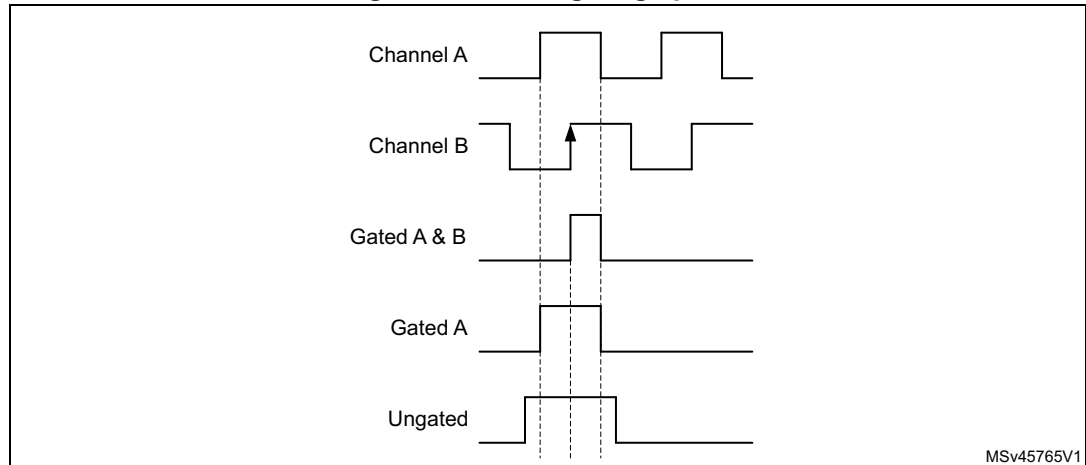 Channel A
Channel B
Gated A & B
Gated A
Ungated
MSv45765V1